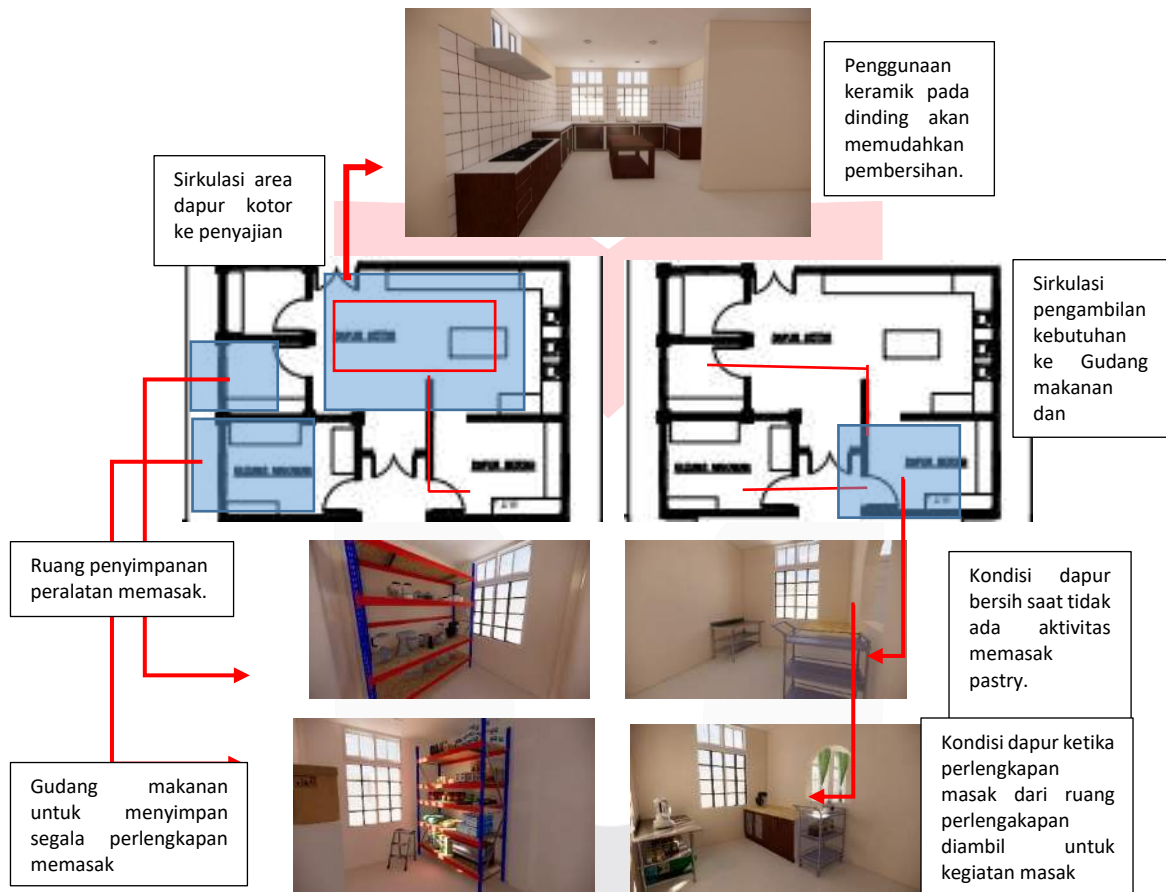 Penggunaan
keramik pada
dinding akan
memudahkan
pembersihan.
Sirkulasi area
dapur kotor
ke penyajian
Sirkulasi
pengambilan
kebutuhan
ke Gudang
makanan
dan
Ruang penyimpanan
peralatan memasak.
Kondisi dapur
bersih saat tidak
ada aktivitas
memasak
pastry.
Gudang makanan
untuk menyimpan
segala perlengkapan
memasak
Kondisi dapur ketika
perlengkapan
masak dari ruang
perlengakapan
diambil untuk
kegiatan masak